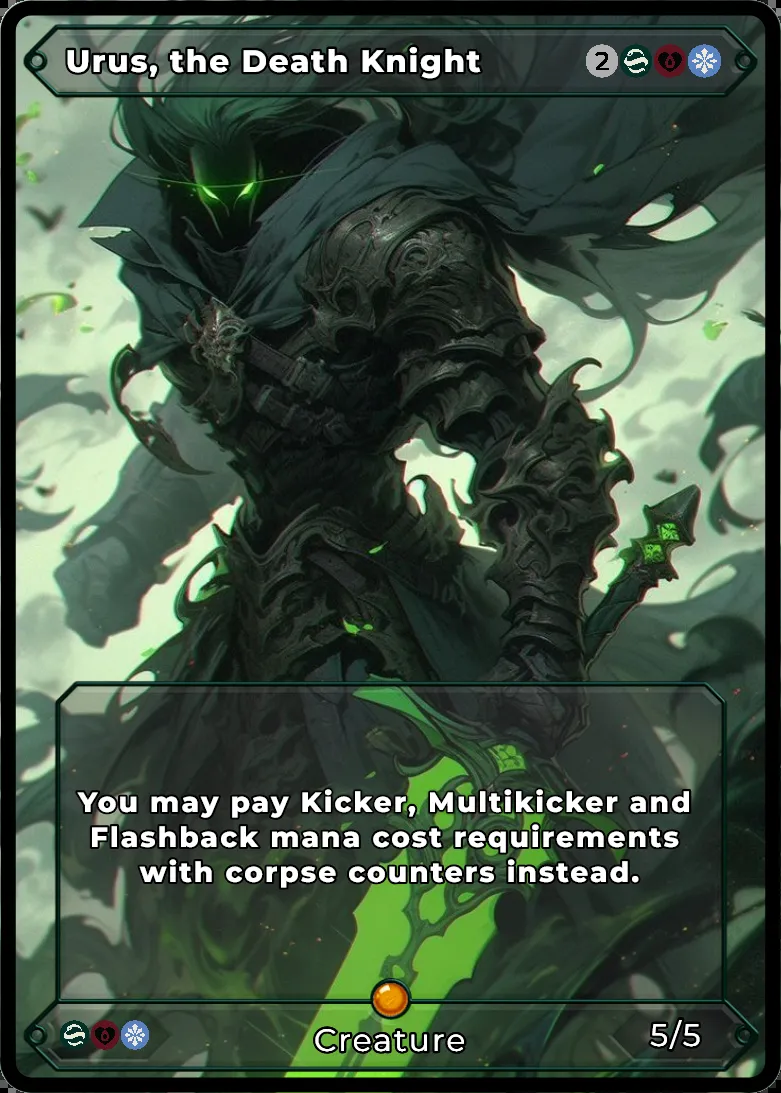 Urus, the Death Knight
2
You may pay Kicker, Multikicker and
Flashback mana cost requirements
with corpse counters instead.
Creature
5/5